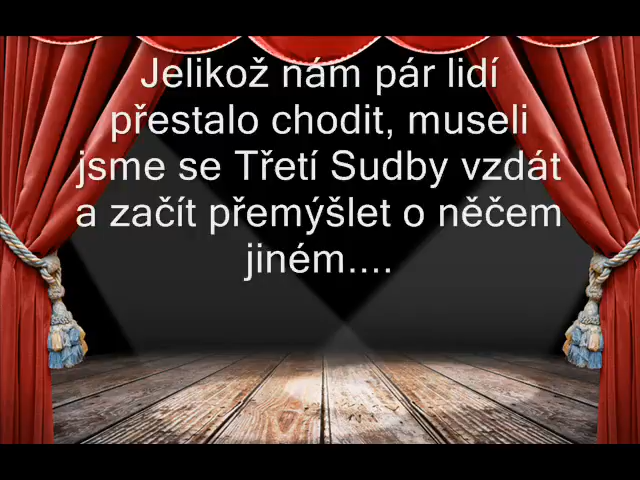 Jelikož nám pár lidí
přestalo chodit, museli
jsme se Třetí Sudby vzdát
a začít přemýšlet o něčem
jiném....